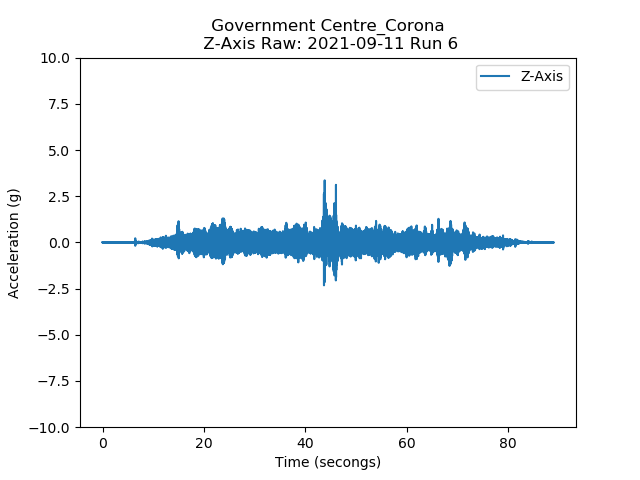 Government Centre_Corona
Z-Axis Raw: 2021-09-11 Run 6
Z-Axis
10.0
7.5
5.0
2.5
0.0
−2.5
−5.0
−7.5
−10.0
Acceleration (g)
0 20 40 60 80
Time (secongs)